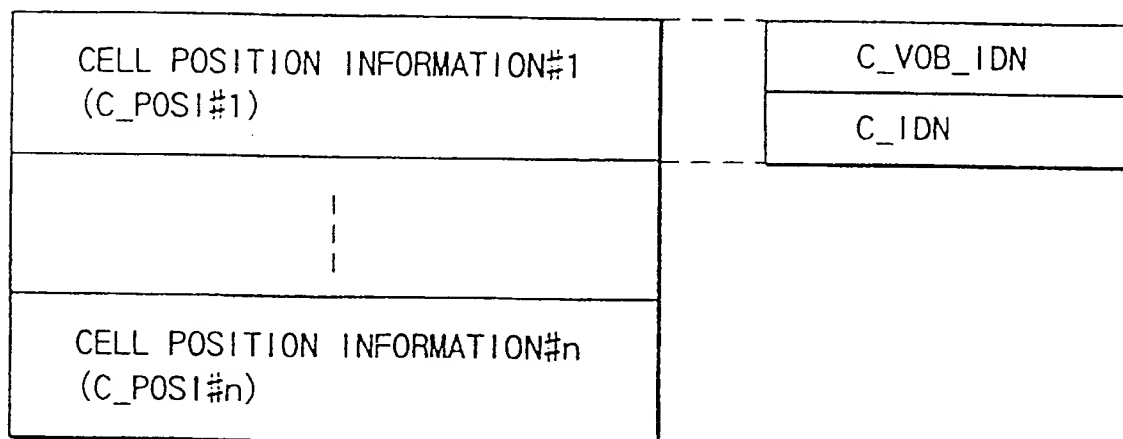 CELL POSITION INFORMATION#1
(C_POSI#1)
C_VOB_IDN
C_IDN
CELL POSITION INFORMATION#n
(C_POSI#n)